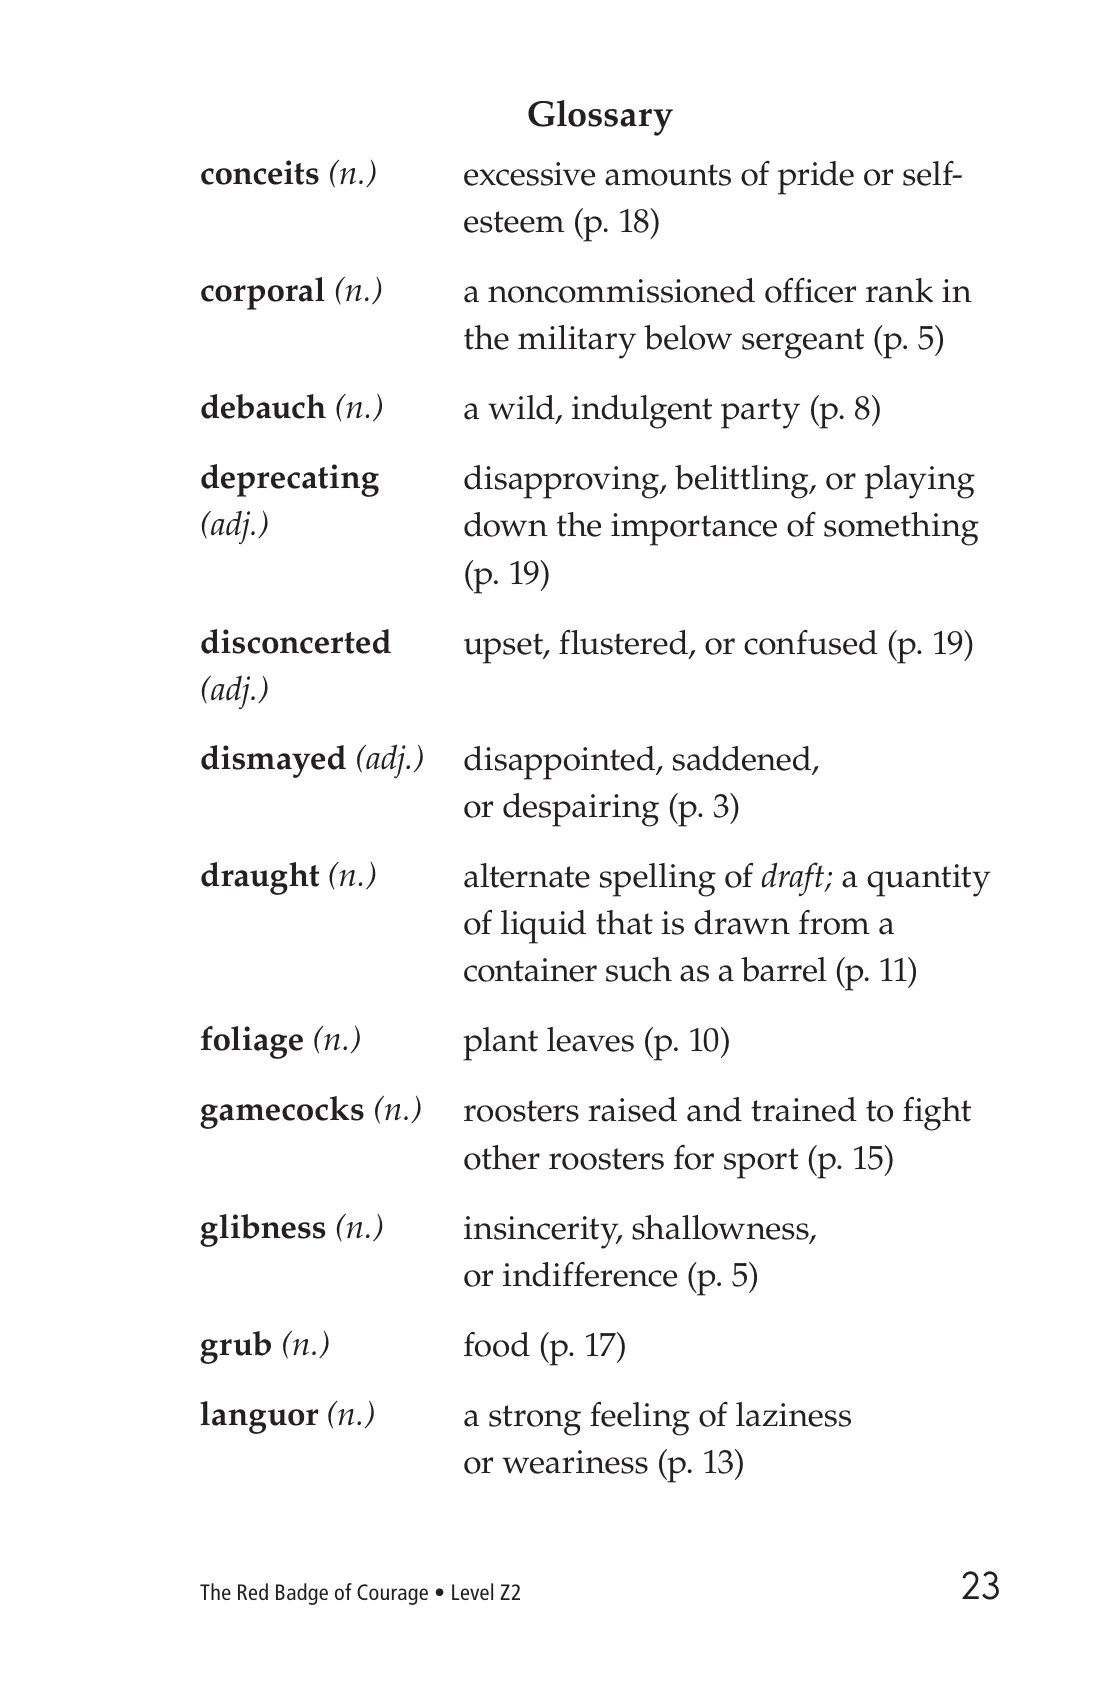 Glossary
conceits (n.) excessive amounts of pride or self-
esteem (p. 18)
corporal (n.) a noncommissioned officer rank in
the military below sergeant (p. 5)
debauch (n.) a wild, indulgent party (p. 8)
deprecating disapproving, belittling, or playing
(adj.) down the importance of something
(p. 19)
disconcerted upset, flustered, or confused (p. 19)
(adj.)
dismayed (adj.) disappointed, saddened,
or despairing (p. 3)
draught (n.) alternate spelling of draft; a quantity
of liquid that is drawn from a
container such as a barrel (p. 11)
foliage (n.) plant leaves (p. 10)
gamecocks (n.) roosters raised and trained to fight
other roosters for sport (p. 15)
glibness (n.) insincerity, shallowness,
or indifference (p. 5)
grub (n.) food (p. 17)
languor (n.) a strong feeling of laziness
or weariness (p. 13)
The Red Badge of Courage • Level Z2 23